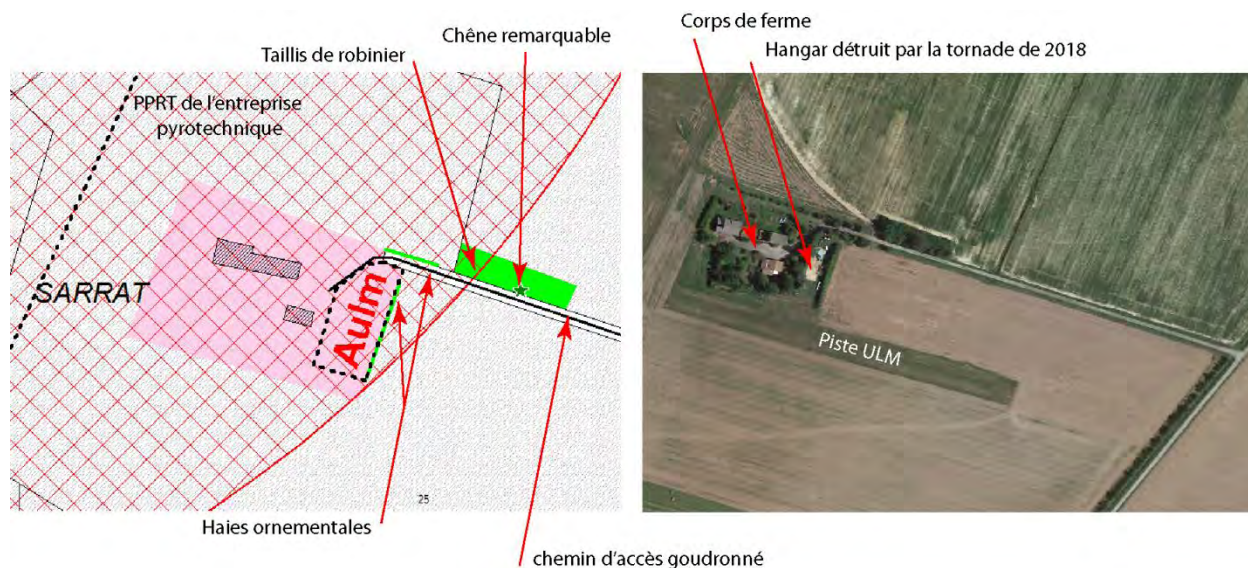 Corps de ferme
Chêne remarquable
Hangar détruit par la tornade de 2018
Taillis de robinier
PPRT de l'entreprise
pyrotechnique
SARRAT
Aulm
Piste ULM
25
Haies ornementales
chemin d'accès goudronné